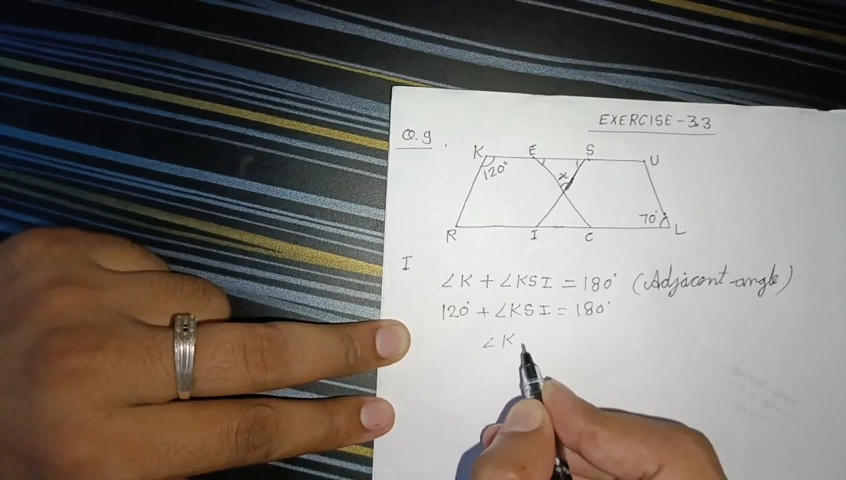 EXERCISE-3.3
Q.9.
K E S U
120° x
70°
R I C L
I
∠K + ∠KSI = 180° (Adjacent-angle)
120° + ∠KSI = 180°
∠K